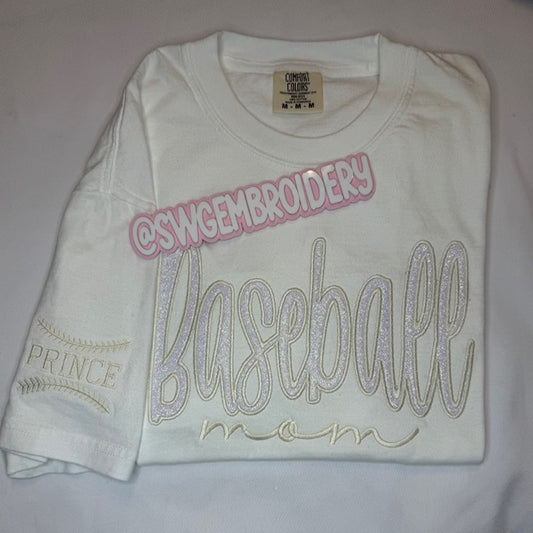 COMFORT
COLORS
M - M - M
@SWGEMBROIDERY
Baseball
mom
PRINCE